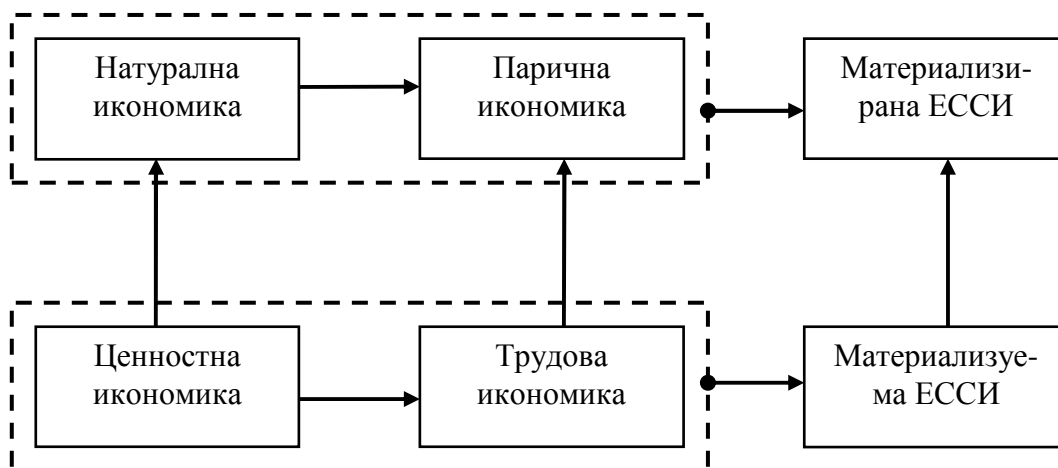 Натурална
икономика
Парична
икономика
Материализи-
рана ЕССИ
Ценностна
икономика
Трудова
икономика
Материализуе-
ма ЕССИ